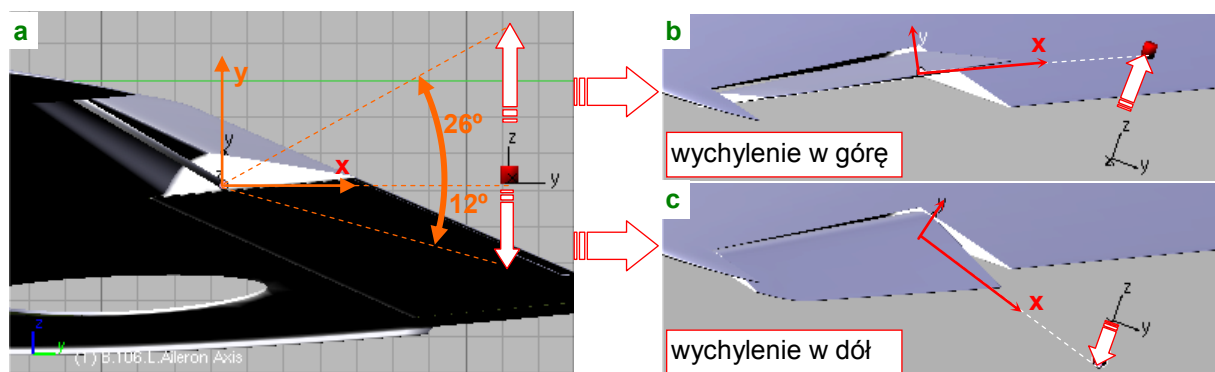 a
y
26º
y
z
z
x
y
12º
z
y
(1) B.106.L.Aileron Axis
b
y
x
z
y
wychylenie w górę
c
y
z
y
x
wychylenie w dół